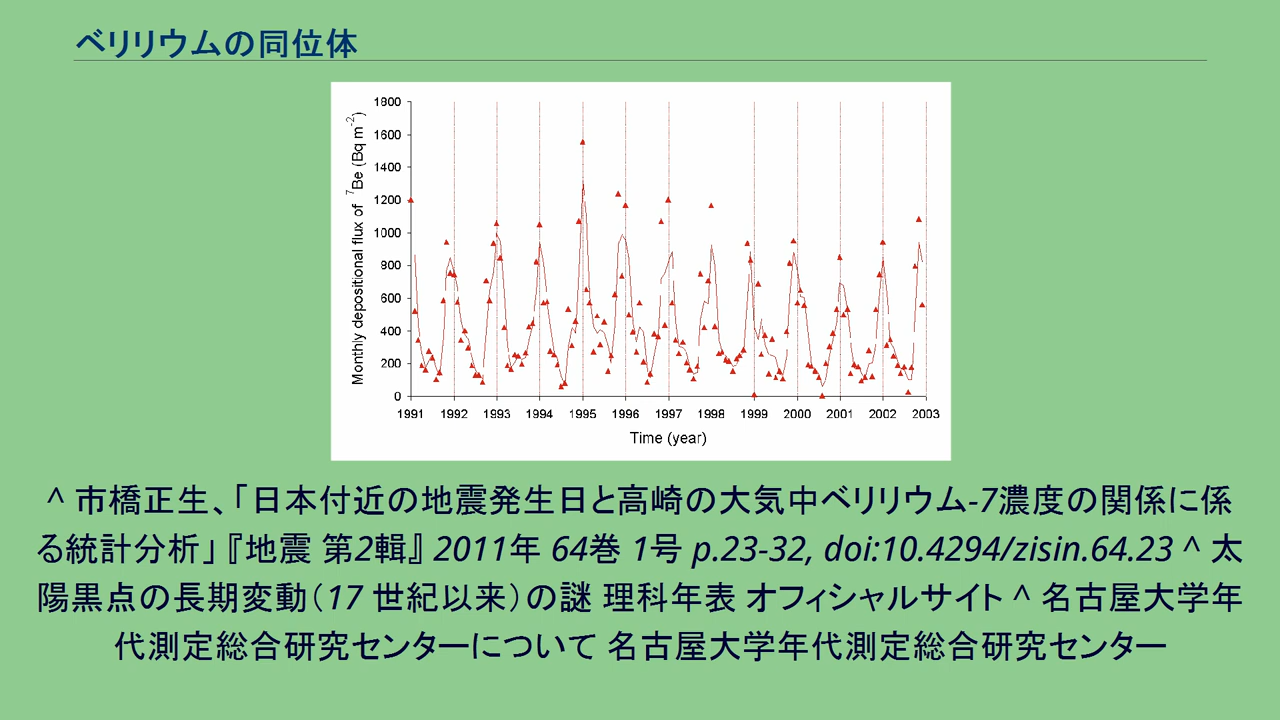 ベリリウムの同位体
1800
1600
1400
1200
1000
800
600
400
200
0
Monthly depositional flux of ⁷Be (Bq m⁻²)
1991 1992 1993 1994 1995 1996 1997 1998 1999 2000 2001 2002 2003
Time (year)
^ 市橋正生、「日本付近の地震発生日と高崎の大気中ベリリウム-7濃度の関係に係
る統計分析」 『地震 第2輯』 2011年 64巻 1号 p.23-32, doi:10.4294/zisin.64.23 ^ 太
陽黒点の長期変動(17 世紀以来)の謎 理科年表 オフィシャルサイト ^ 名古屋大学年
代測定総合研究センターについて 名古屋大学年代測定総合研究センター